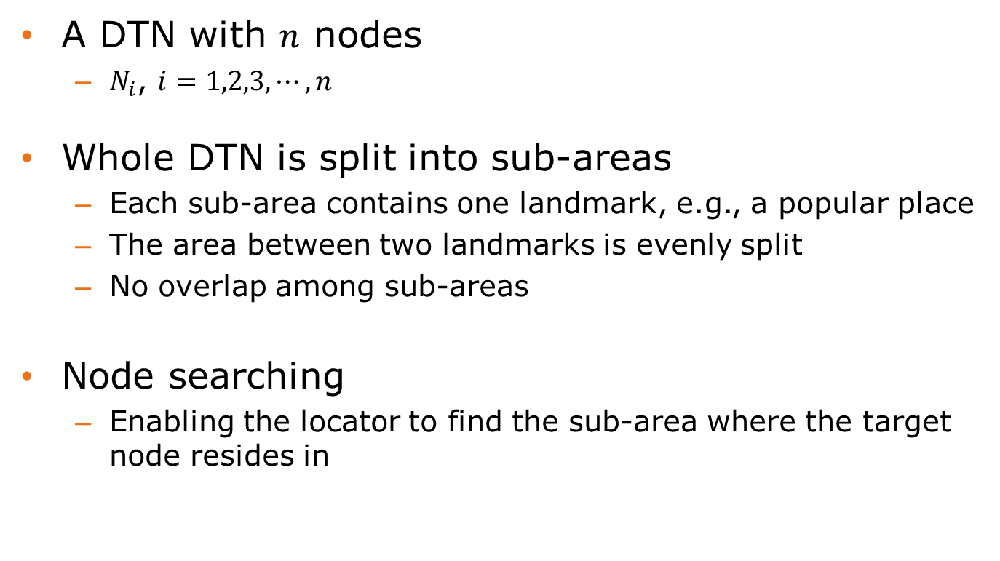 • A DTN with n nodes
– Nᵢ, i = 1,2,3, ⋯ , n
• Whole DTN is split into sub-areas
– Each sub-area contains one landmark, e.g., a popular place
– The area between two landmarks is evenly split
– No overlap among sub-areas
• Node searching
– Enabling the locator to find the sub-area where the target
node resides in